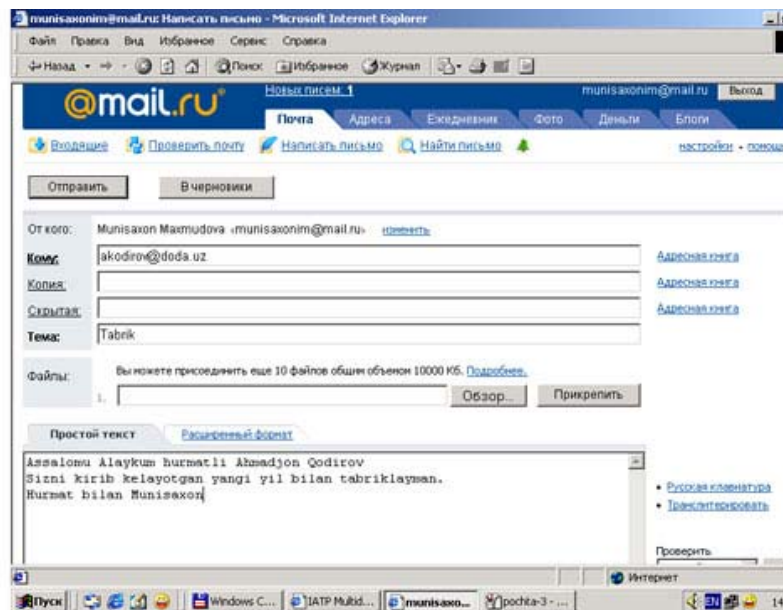 munisaxonim@mail.ru: Написать письмо - Microsoft Internet Explorer
Файл Правка Вид Избранное Сервис Справка
Назад Поиск Избранное Журнал
@mail.ru Новых писем: 1 munisaxonim@mail.ru Выход
Почта Адреса Ежедневник Фото Деньги Блоги
Входящие Проверить почту Написать письмо Найти письмо настройки - помощь
Отправить В черновики
От кого: Munisaxon Maxmudova <munisaxonim@mail.ru> изменить
Кому: akodirov@doda.uz Адресная книга
Копия: Адресная книга
Скрытая: Адресная книга
Тема: Tabrik
Файлы: Вы можете присоединить еще 10 файлов общим объемом 10000 Кб. Подробнее.
1. Обзор... Прикрепить
Простой текст Расширенный формат
Assalomu Alaykum hurmatli Ahmadjon Qodirov
Sizni kirib kelayotgan yangi yil bilan tabriklayman.
Hurmat bilan Munisaxon
Русская клавиатура
Транслитерировать
Проверить
Интернет
Пуск Windows C... IATP Multid... munisaxo... pochta-3 - ... EN